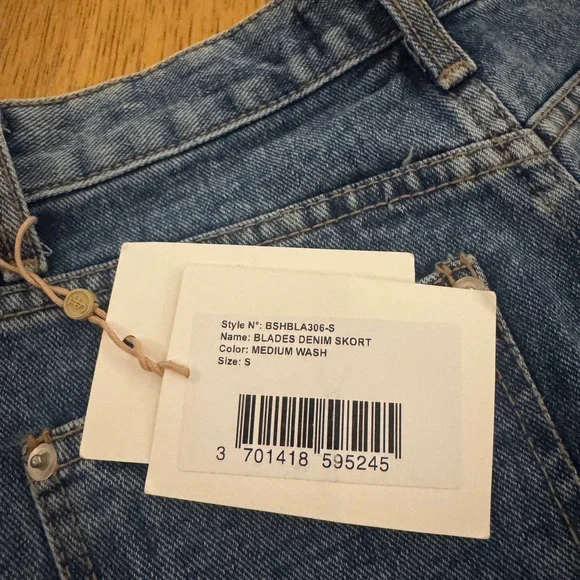 Style N°: BSHBLA306-S
Name: BLADES DENIM SKORT
Color: MEDIUM WASH
Size: S
3 701418 595245